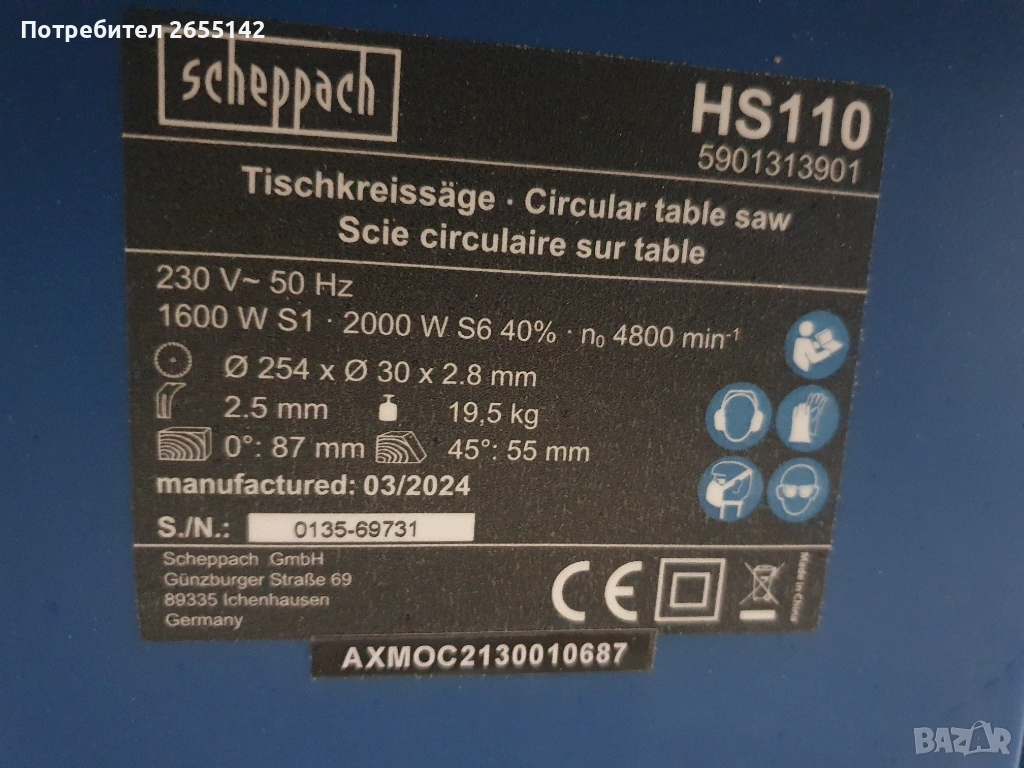 Потребител 2655142
scheppach
HS110
5901313901
Tischkreissäge · Circular table saw
Scie circulaire sur table
230 V~ 50 Hz
1600 W S1 · 2000 W S6 40% · n₀ 4800 min⁻¹
Ø 254 x Ø 30 x 2.8 mm
2.5 mm 19,5 kg
0°: 87 mm 45°: 55 mm
manufactured: 03/2024
S./N.: 0135-69731
Scheppach GmbH
Günzburger Straße 69
89335 Ichenhausen
Germany
CE
Made in China
AXMOC2130010687
BAZAR